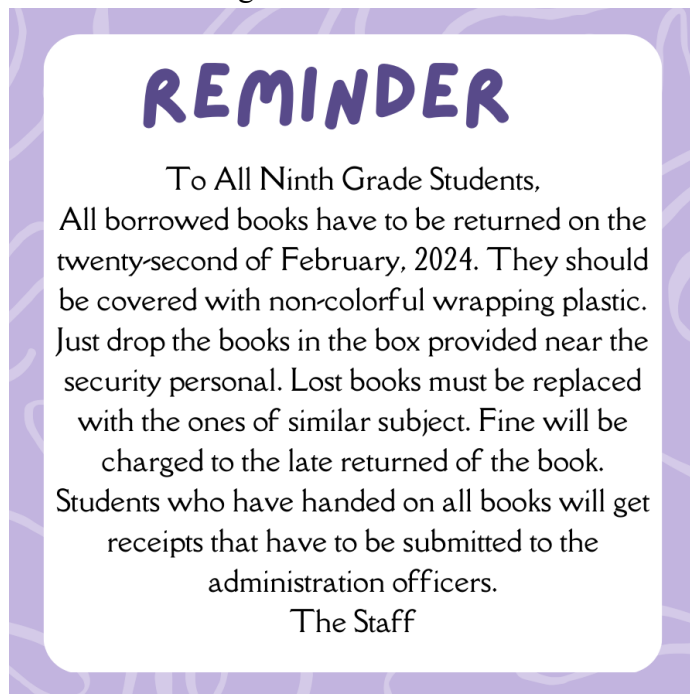 REMINDER
To All Ninth Grade Students,
All borrowed books have to be returned on the
twenty-second of February, 2024. They should
be covered with non-colorful wrapping plastic.
Just drop the books in the box provided near the
security personal. Lost books must be replaced
with the ones of similar subject. Fine will be
charged to the late returned of the book.
Students who have handed on all books will get
receipts that have to be submitted to the
administration officers.
The Staff